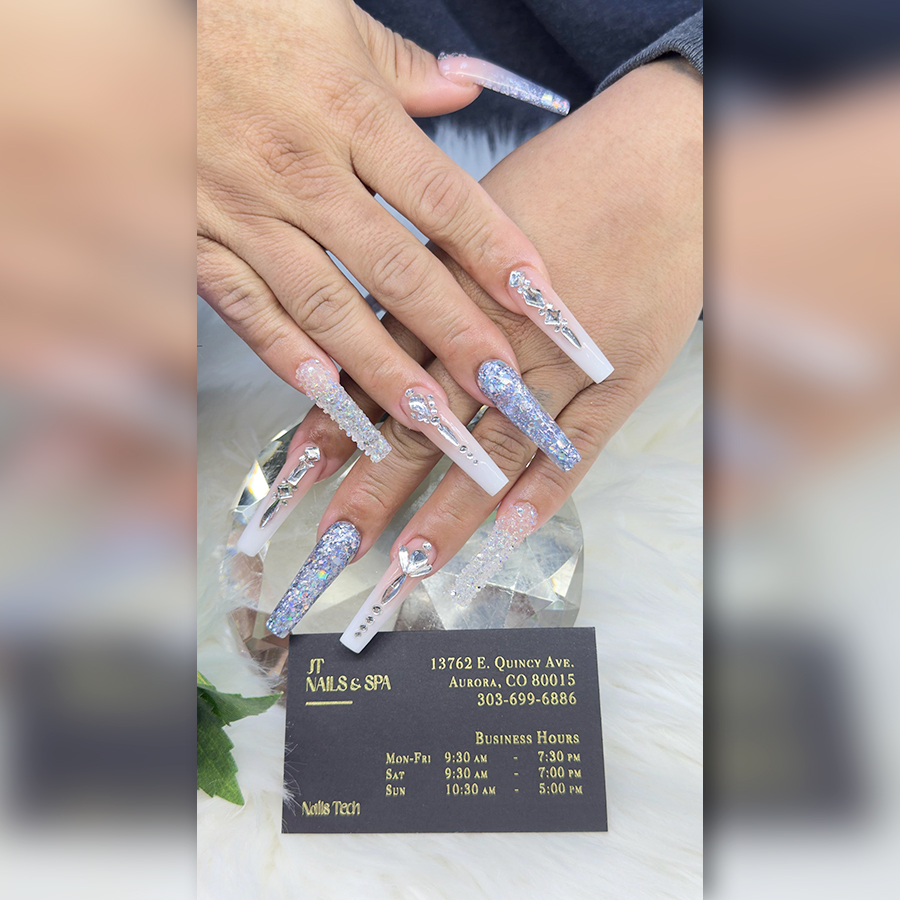 JT
NAILS & SPA
13762 E. QUINCY AVE.
AURORA, CO 80015
303-699-6886
BUSINESS HOURS
MON-FRI 9:30 AM - 7:30 PM
SAT 9:30 AM - 7:00 PM
SUN 10:30 AM - 5:00 PM
Nails Tech